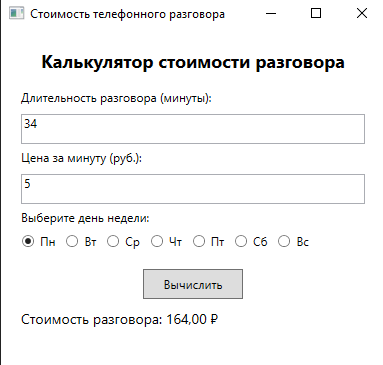 Стоимость телефонного разговора
Калькулятор стоимости разговора
Длительность разговора (минуты):
34
Цена за минуту (руб.):
5
Выберите день недели:
Пн Вт Ср Чт Пт Сб Вс
Вычислить
Стоимость разговора: 164,00 ₽